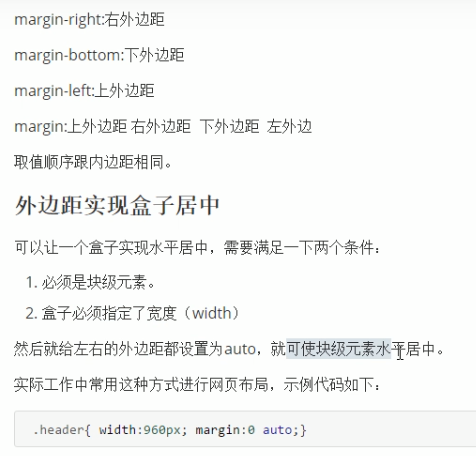 margin-right:右外边距
margin-bottom:下外边距
margin-left:上外边距
margin:上外边距 右外边距 下外边距 左外边
取值顺序跟内边距相同。
外边距实现盒子居中
可以让一个盒子实现水平居中，需要满足一下两个条件：
1. 必须是块级元素。
2. 盒子必须指定了宽度（width）
然后就给左右的外边距都设置为auto，就可使块级元素水平居中。
实际工作中常用这种方式进行网页布局，示例代码如下：
.header{ width:960px; margin:0 auto;}